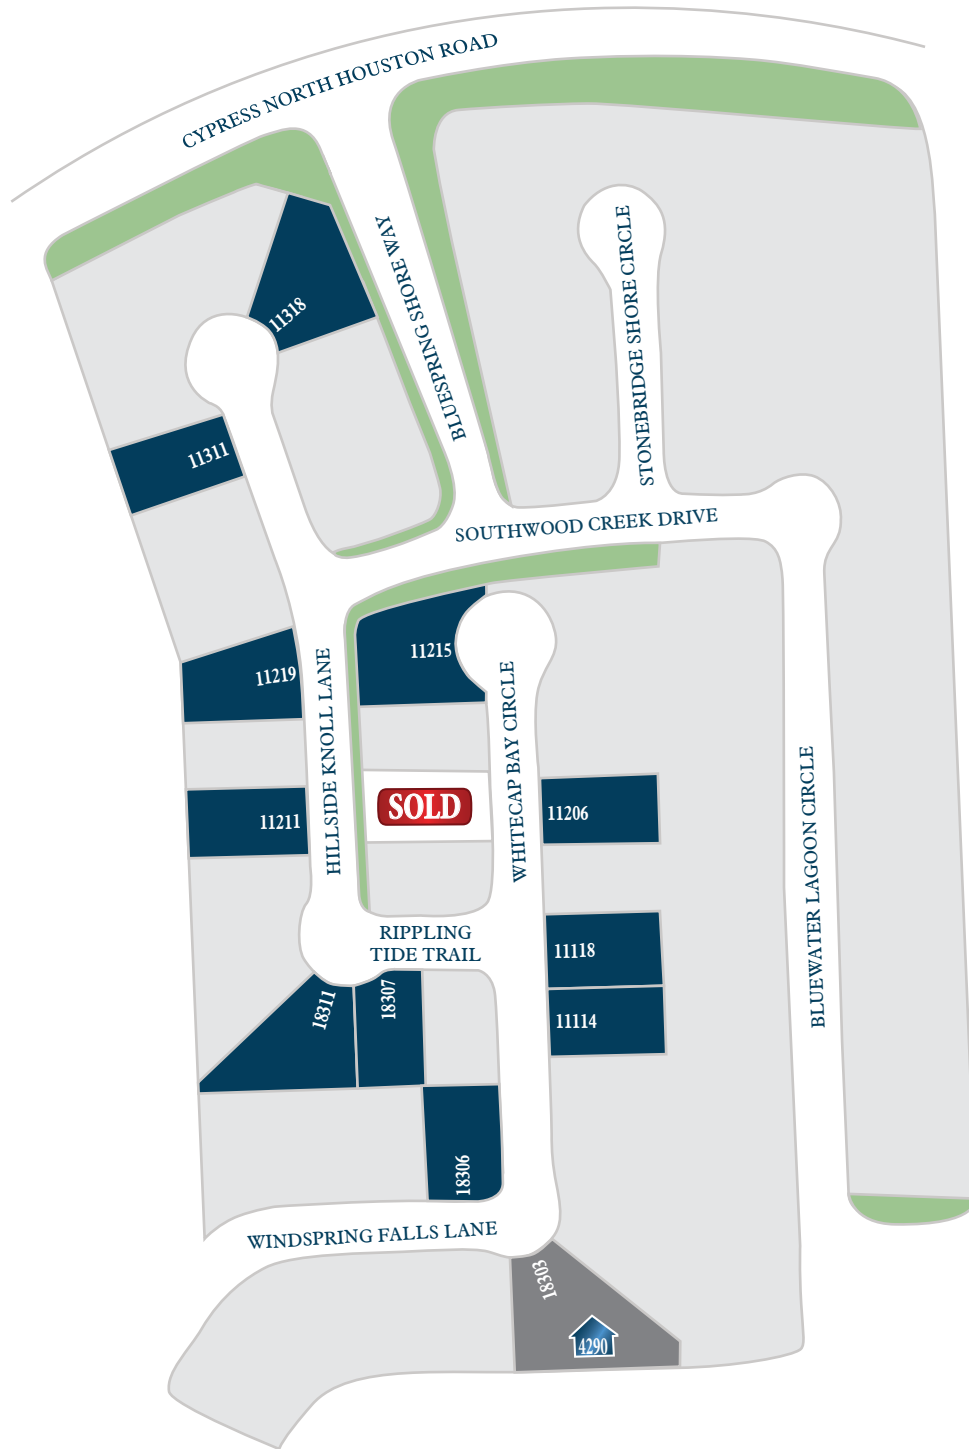 CYPRESS NORTH HOUSTON ROAD
BLUESPRING SHORE WAY
STONEBRIDGE SHORE CIRCLE
11318
11311
SOUTHWOOD CREEK DRIVE
11219
11215
HILLSIDE KNOLL LANE
WHITECAP BAY CIRCLE
BLUEWATER LAGOON CIRCLE
11211
SOLD
11206
RIPPLING
TIDE TRAIL
11118
18311
18307
11114
18306
WINDSPRING FALLS LANE
18303
4290